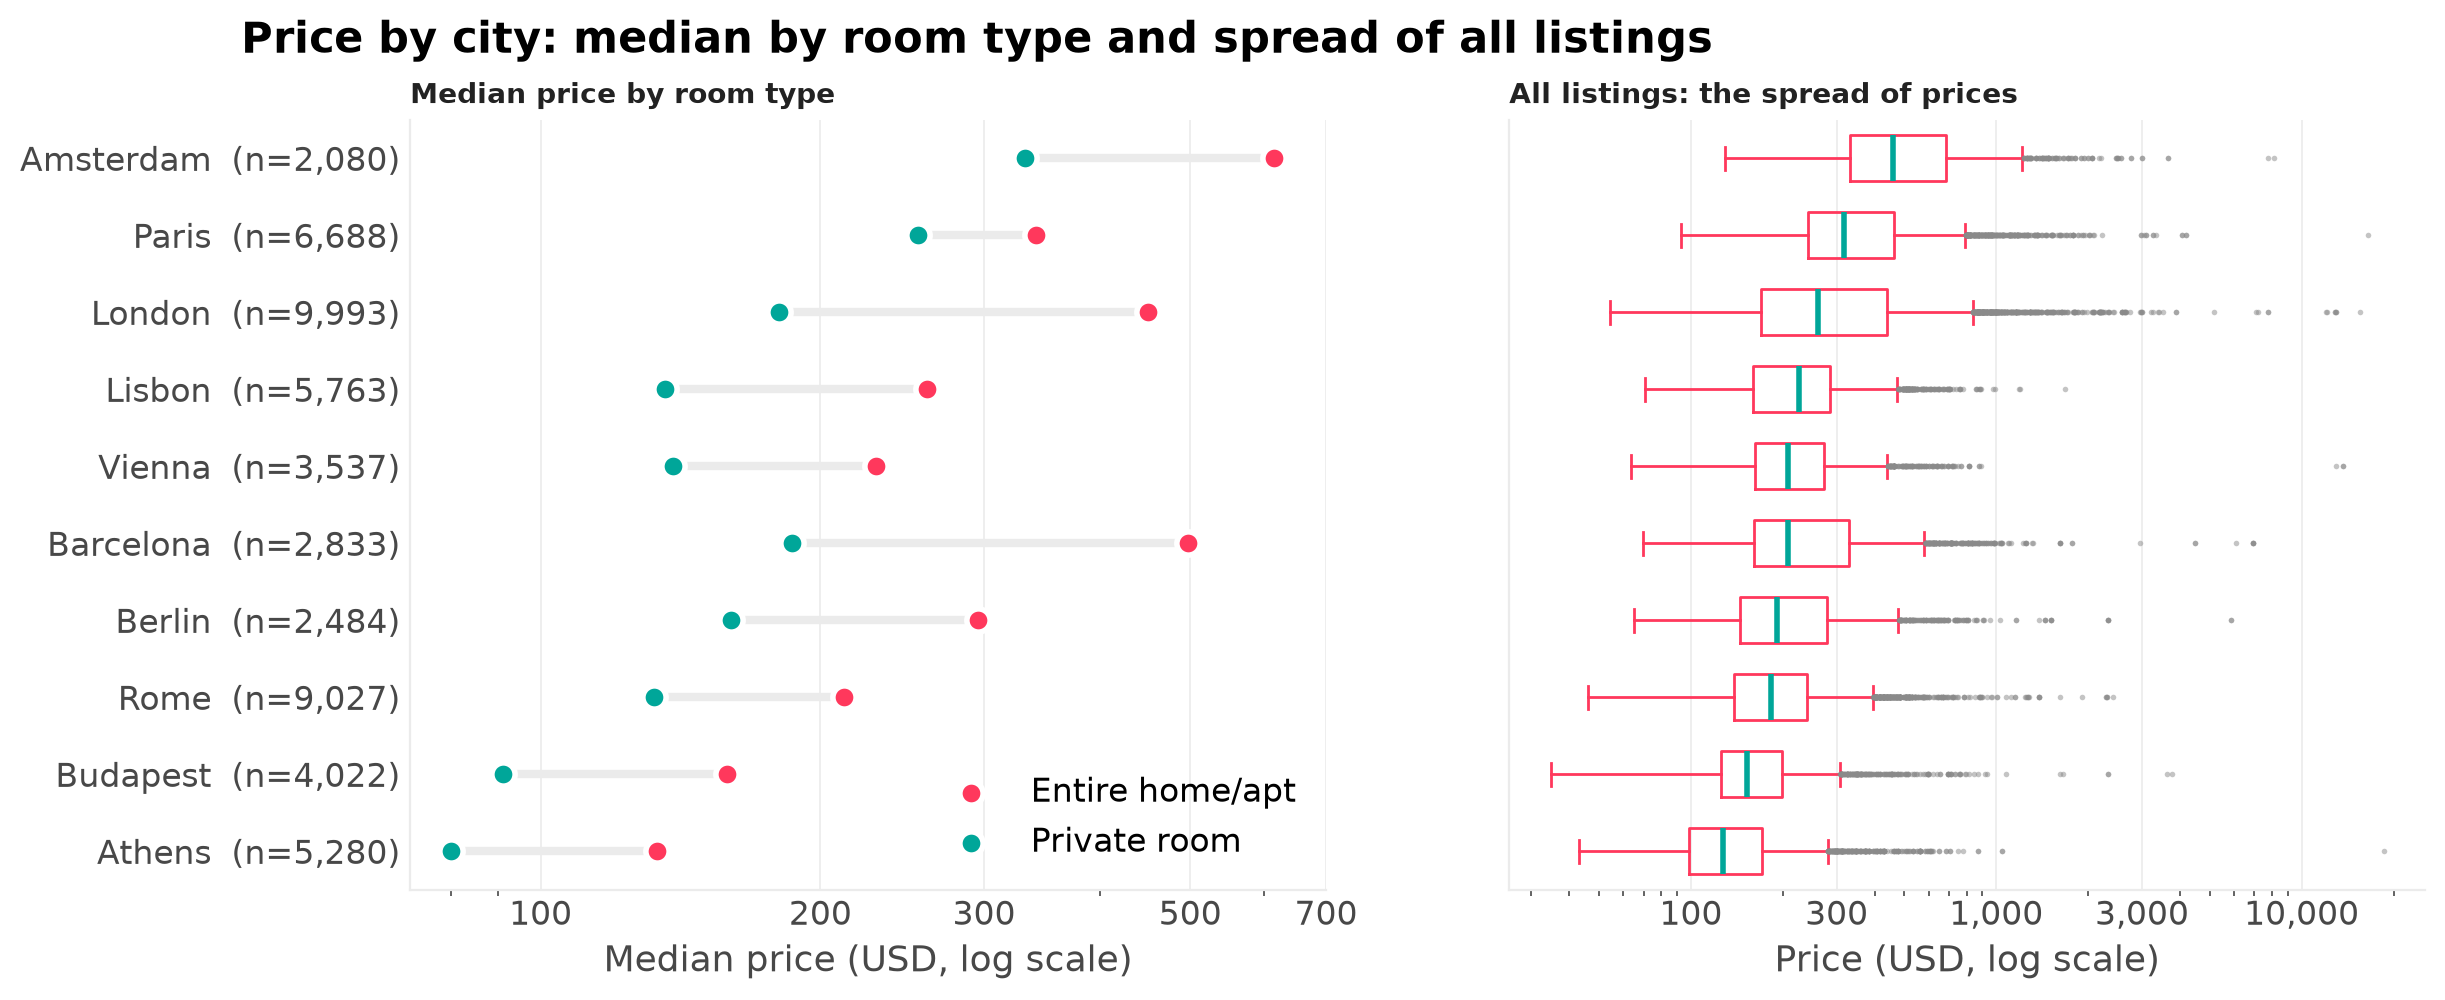 Price by city: median by room type and spread of all listings
Median price by room type
Amsterdam (n=2,080)
Paris (n=6,688)
London (n=9,993)
Lisbon (n=5,763)
Vienna (n=3,537)
Barcelona (n=2,833)
Berlin (n=2,484)
Rome (n=9,027)
Budapest (n=4,022)
Athens (n=5,280)
Entire home/apt
Private room
100 200 300 500 700
Median price (USD, log scale)
All listings: the spread of prices
100 300 1,000 3,000 10,000
Price (USD, log scale)